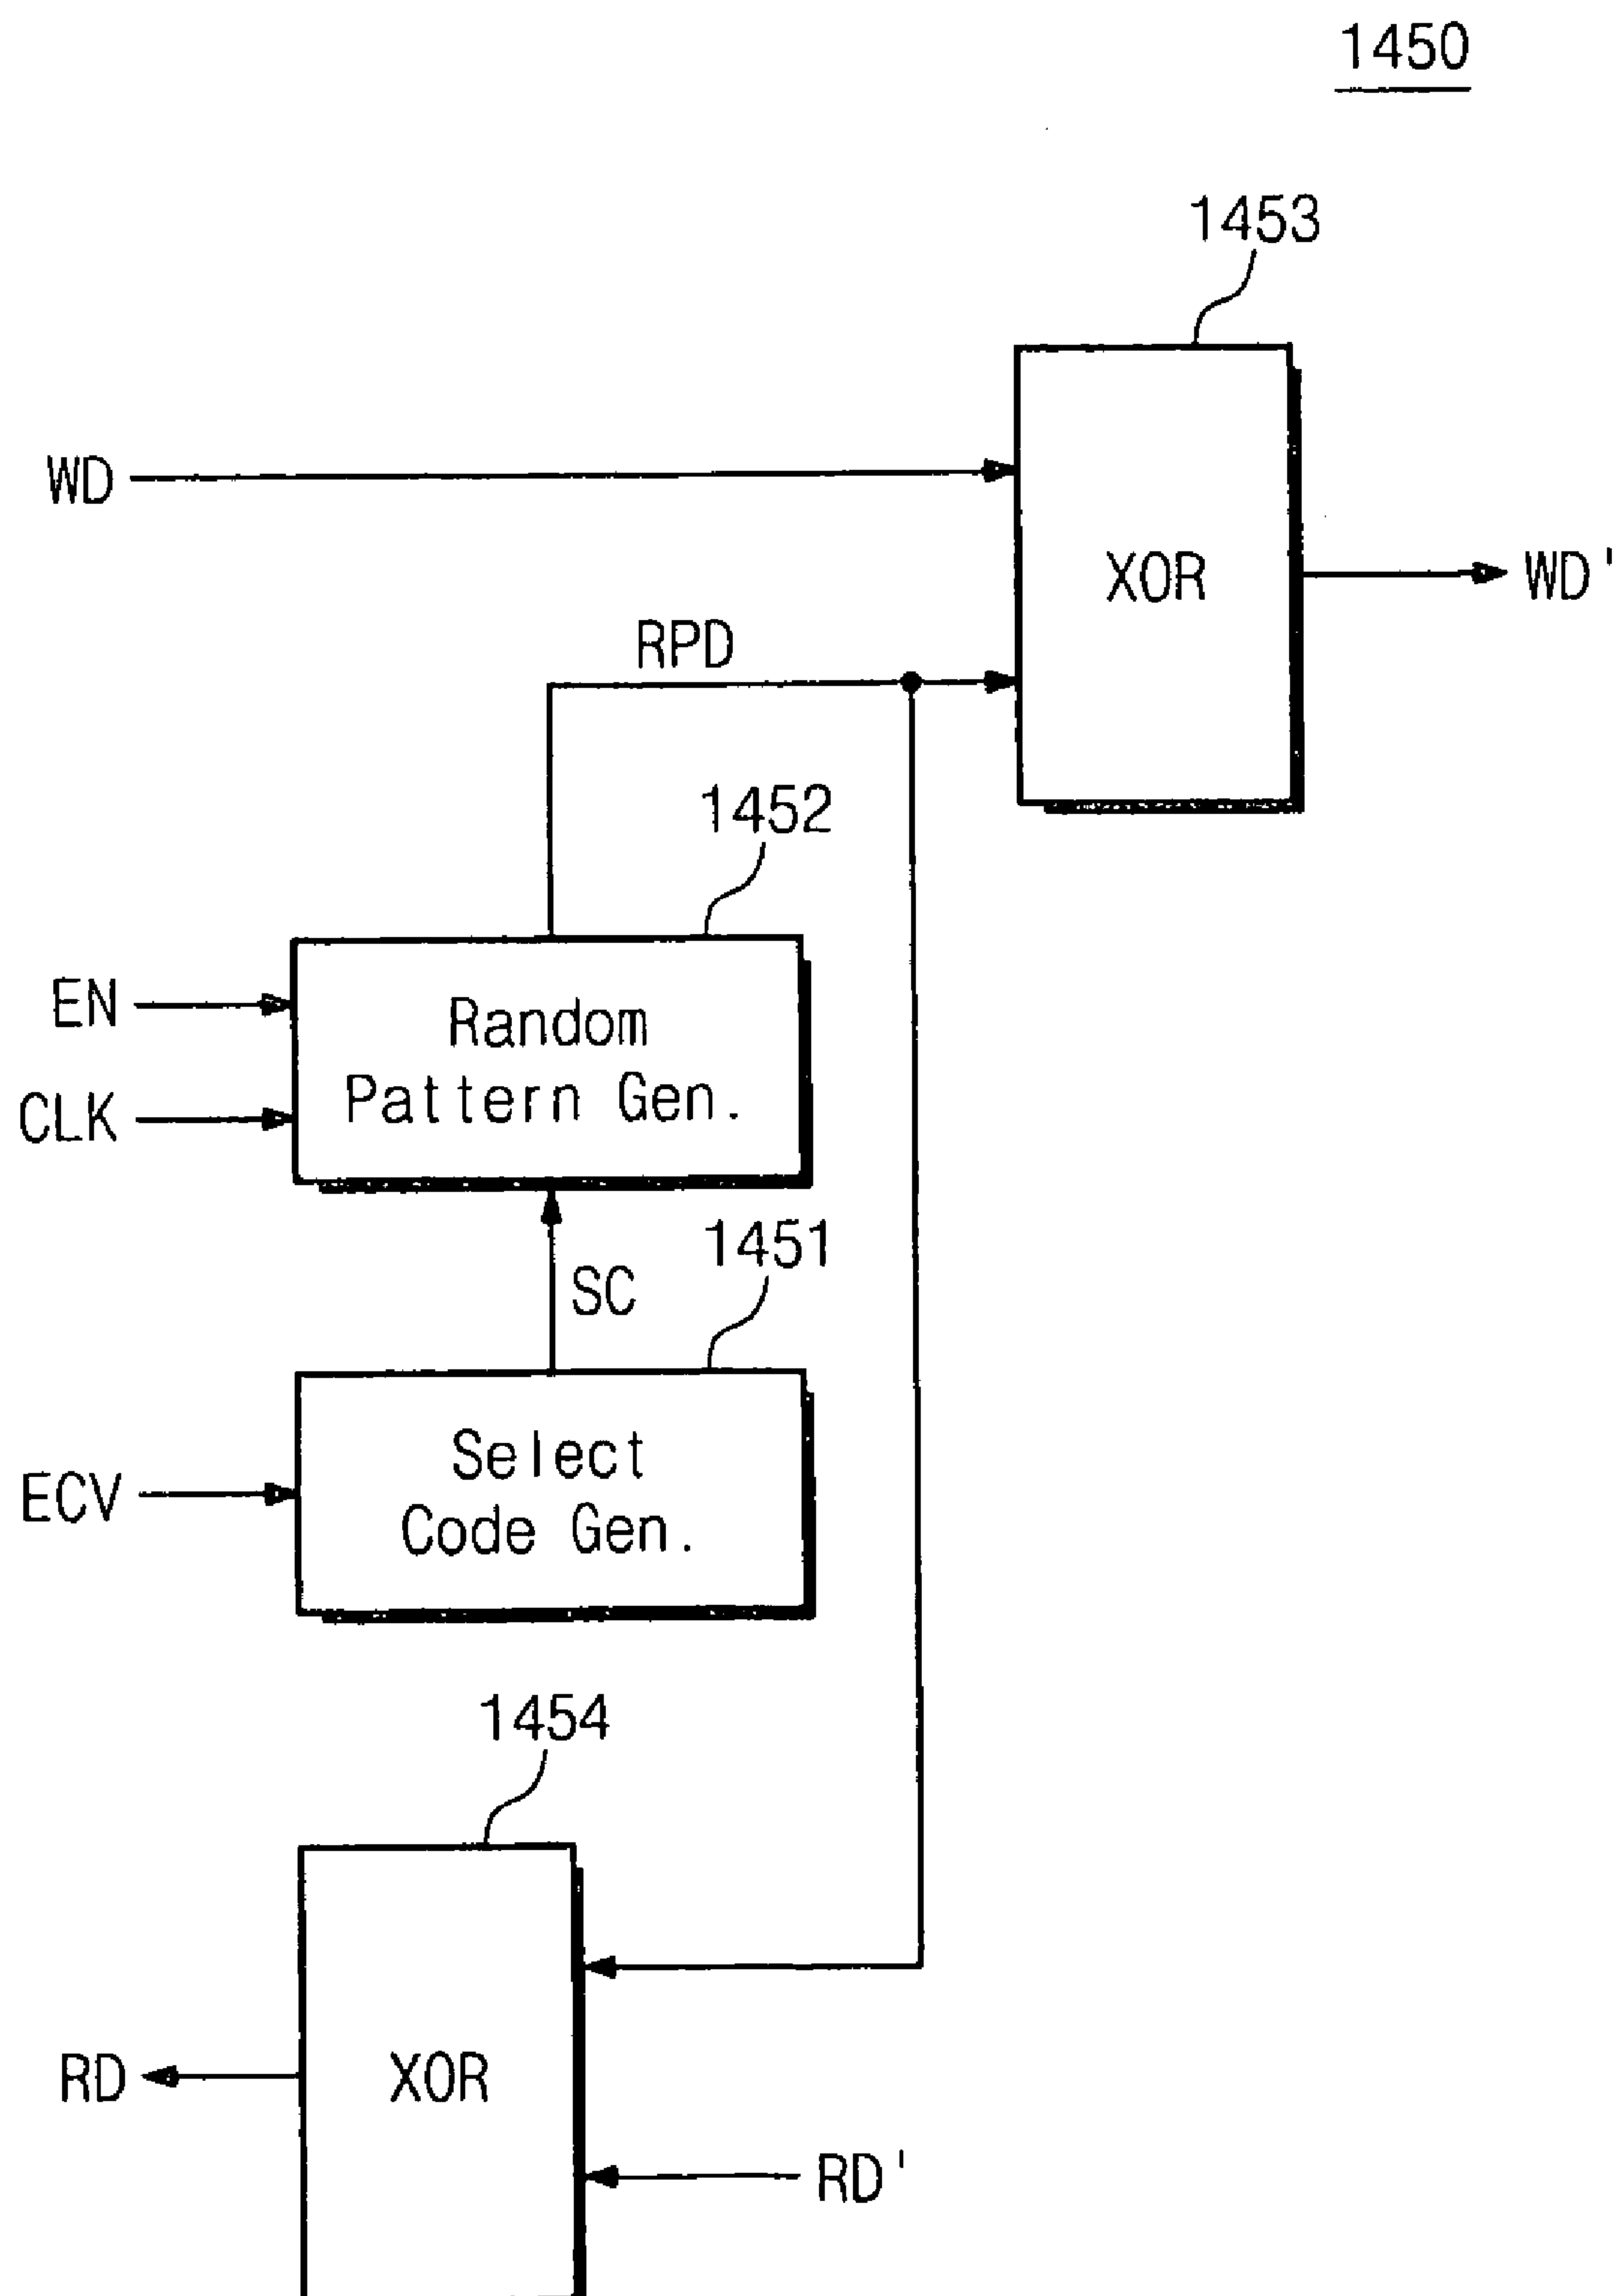 1450
1453
WD
XOR
WD'
RPD
1452
EN
Random
Pattern Gen.
CLK
1451
SC
Select
Code Gen.
ECV
1454
RD
XOR
RD'